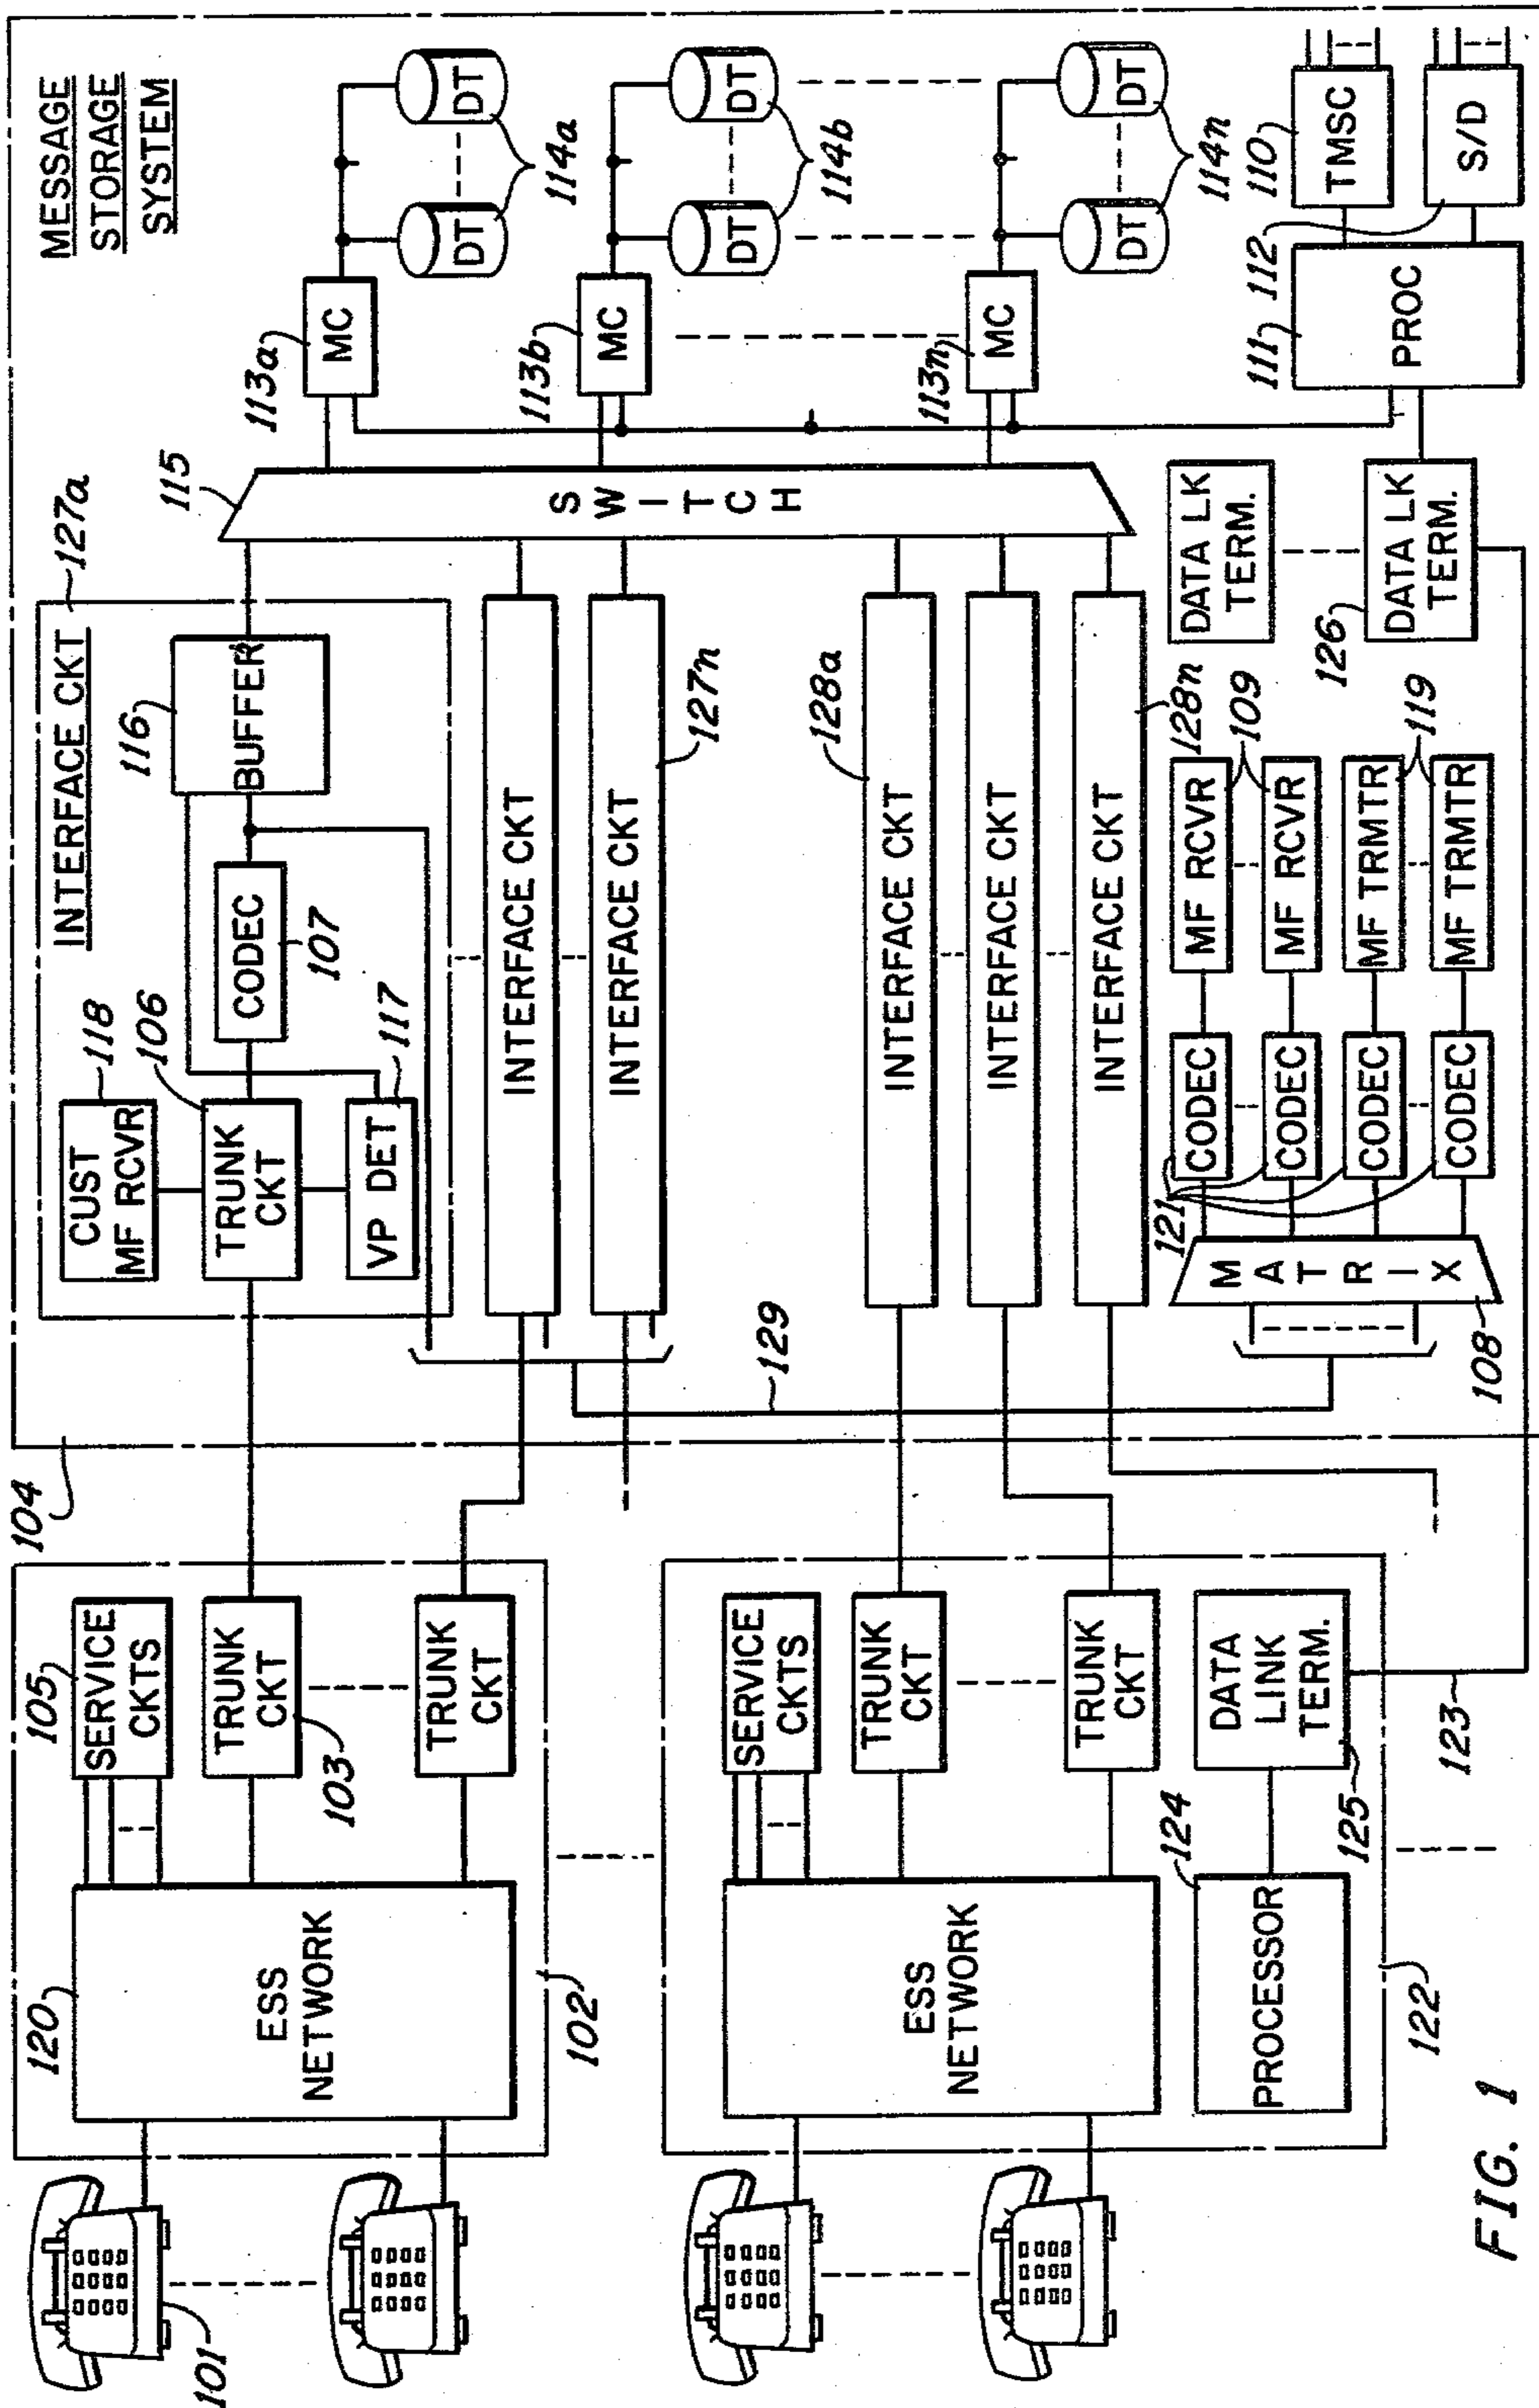 MESSAGE
STORAGE
SYSTEM
104
INTERFACE CKT
127a
CUST
MF RCVR
118
TRUNK
CKT
106
VP DET
117
CODEC
107
BUFFER
116
INTERFACE CKT
INTERFACE CKT
127n
INTERFACE CKT
128a
INTERFACE CKT
INTERFACE CKT
128n
129
SWITCH
115
113a
MC
DT
DT
114a
113b
MC
DT
DT
114b
113n
MC
DT
DT
114n
110
TMSC
112
S/D
111
PROC
DATA LK
TERM.
126
DATA LK
TERM.
MATRIX
108
121
CODEC
CODEC
CODEC
CODEC
MF RCVR
MF RCVR
109
MF TRMTR
MF TRMTR
119
101
120
ESS
NETWORK
102
105
SERVICE
CKTS
TRUNK
CKT
103
TRUNK
CKT
ESS
NETWORK
SERVICE
CKTS
TRUNK
CKT
TRUNK
CKT
124
PROCESSOR
DATA
LINK
TERM.
125
122
123
FIG. 1